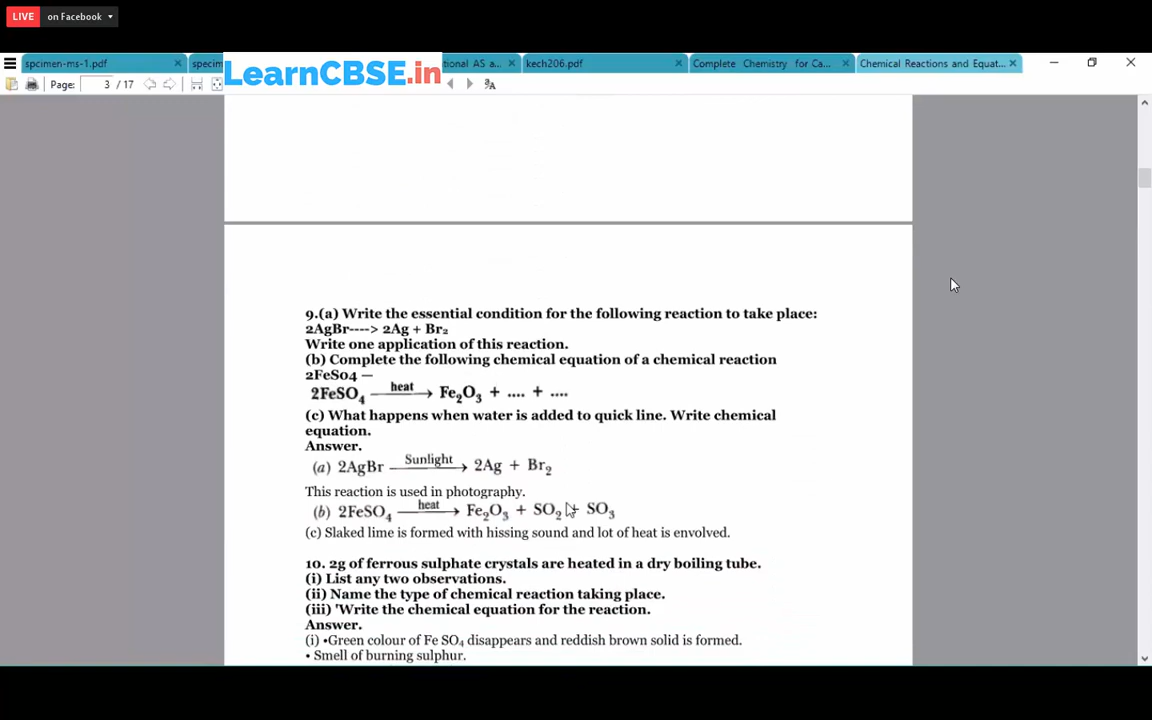 LIVE on Facebook
spcimen-ms-1.pdf specim LearnCBSE.in tional AS a... kech206.pdf Complete Chemistry for Ca... Chemical Reactions and Equat...
Page: 3 / 17
9.(a) Write the essential condition for the following reaction to take place:
2AgBr----> 2Ag + Br₂
Write one application of this reaction.
(b) Complete the following chemical equation of a chemical reaction
2FeSo4 —
2FeSO₄ heat → Fe₂O₃ + .... + ....
(c) What happens when water is added to quick line. Write chemical
equation.
Answer.
(a) 2AgBr Sunlight → 2Ag + Br₂
This reaction is used in photography.
(b) 2FeSO₄ heat → Fe₂O₃ + SO₂ + SO₃
(c) Slaked lime is formed with hissing sound and lot of heat is envolved.
10. 2g of ferrous sulphate crystals are heated in a dry boiling tube.
(i) List any two observations.
(ii) Name the type of chemical reaction taking place.
(iii) 'Write the chemical equation for the reaction.
Answer.
(i) •Green colour of Fe SO₄ disappears and reddish brown solid is formed.
• Smell of burning sulphur.